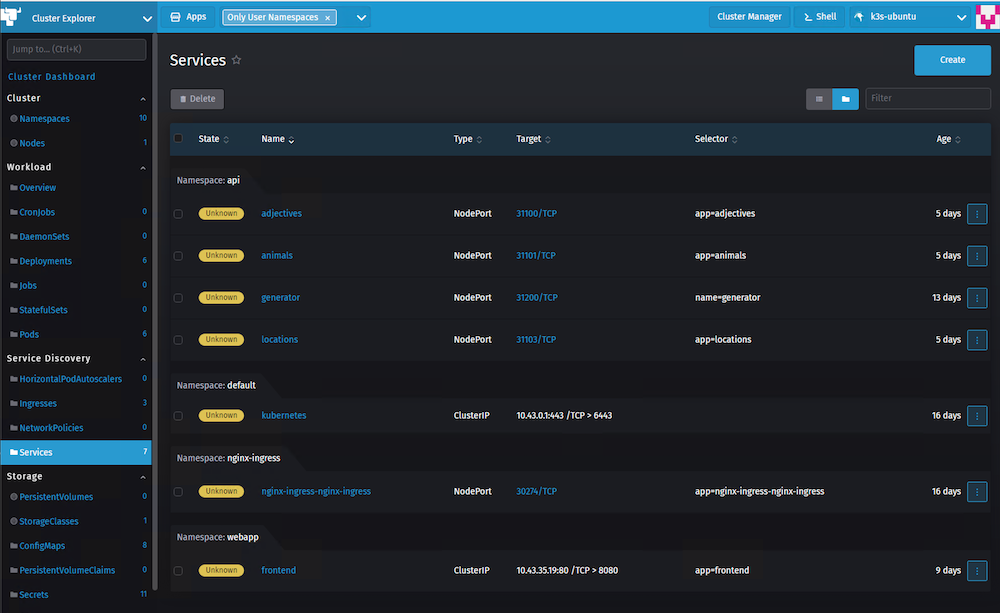 Cluster Explorer
Apps
Only User Namespaces ×
Cluster Manager
Shell
k3s-ubuntu
Jump to... (Ctrl+K)
Cluster Dashboard
Cluster
Namespaces 10
Nodes 1
Workload
Overview
CronJobs 0
DaemonSets 0
Deployments 6
Jobs 0
StatefulSets 0
Pods 6
Service Discovery
HorizontalPodAutoscalers 0
Ingresses 3
NetworkPolicies 0
Services 7
Storage
PersistentVolumes 0
StorageClasses 1
ConfigMaps 8
PersistentVolumeClaims 0
Secrets 11
Services
Create
Delete
Filter
State Name Type Target Selector Age
Namespace: api
Unknown adjectives NodePort 31100/TCP app=adjectives 5 days
Unknown animals NodePort 31101/TCP app=animals 5 days
Unknown generator NodePort 31200/TCP name=generator 13 days
Unknown locations NodePort 31103/TCP app=locations 5 days
Namespace: default
Unknown kubernetes ClusterIP 10.43.0.1:443 /TCP > 6443 16 days
Namespace: nginx-ingress
Unknown nginx-ingress-nginx-ingress NodePort 30274/TCP app=nginx-ingress-nginx-ingress 16 days
Namespace: webapp
Unknown frontend ClusterIP 10.43.35.19:80 /TCP > 8080 app=frontend 9 days